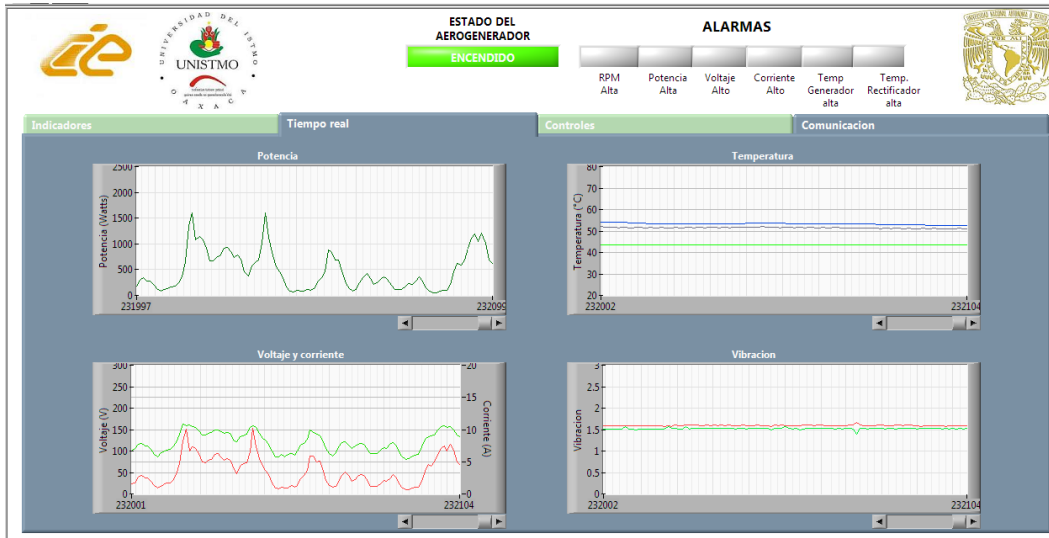 UNIVERSIDAD DEL ISTMO
UNISTMO
OAXACA
ESTADO DEL
AEROGENERADOR
ENCENDIDO
ALARMAS
RPM
Alta
Potencia
Alta
Voltaje
Alto
Corriente
Alto
Temp
Generador
alta
Temp.
Rectificador
alta
Indicadores
Tiempo real
Controles
Comunicacion
Potencia
Potencia (Watts)
2500
2000
1500
1000
500
0
231997
232099
Temperatura
Temperatura (°C)
80
70
60
50
40
30
20
232002
232104
Voltaje y corriente
Voltaje (V)
300
250
200
150
100
50
0
20
15
10
5
0
Corriente (A)
232001
232104
Vibracion
Vibracion
3
2.5
2
1.5
1
0.5
0
232002
232104